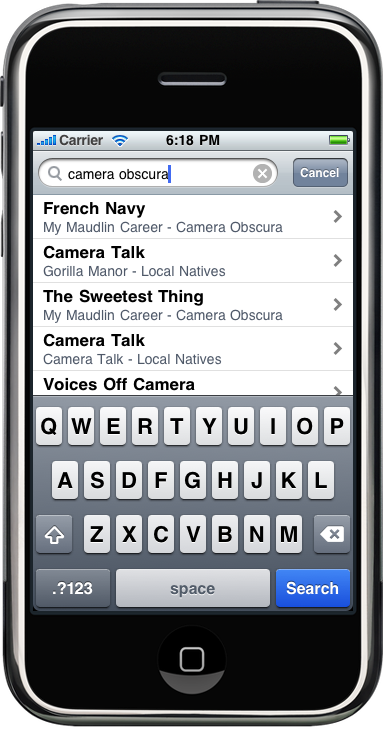 Carrier 6:18 PM
camera obscura Cancel
French Navy
My Maudlin Career - Camera Obscura
Camera Talk
Gorilla Manor - Local Natives
The Sweetest Thing
My Maudlin Career - Camera Obscura
Camera Talk
Camera Talk - Local Natives
Voices Off Camera
Q W E R T Y U I O P
A S D F G H J K L
Z X C V B N M
.?123 space Search